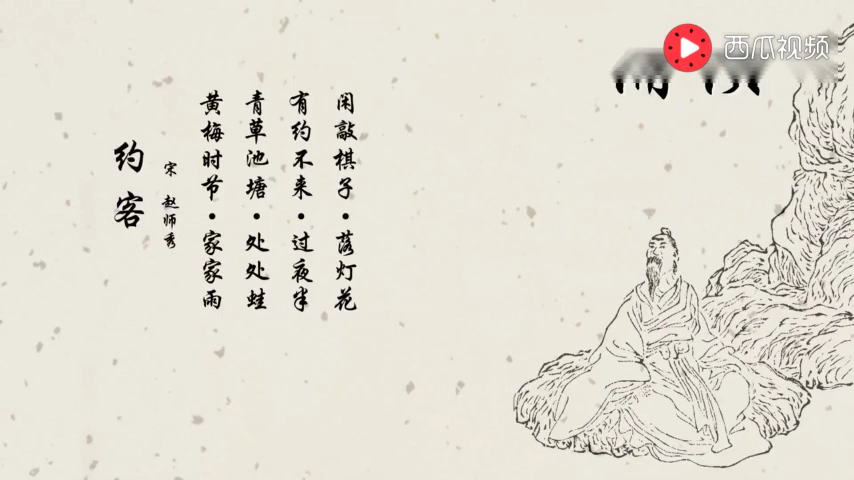 约客
宋 赵师秀
黄梅时节·家家雨
青草池塘·处处蛙
有约不来·过夜半
闲敲棋子·落灯花
西瓜视频